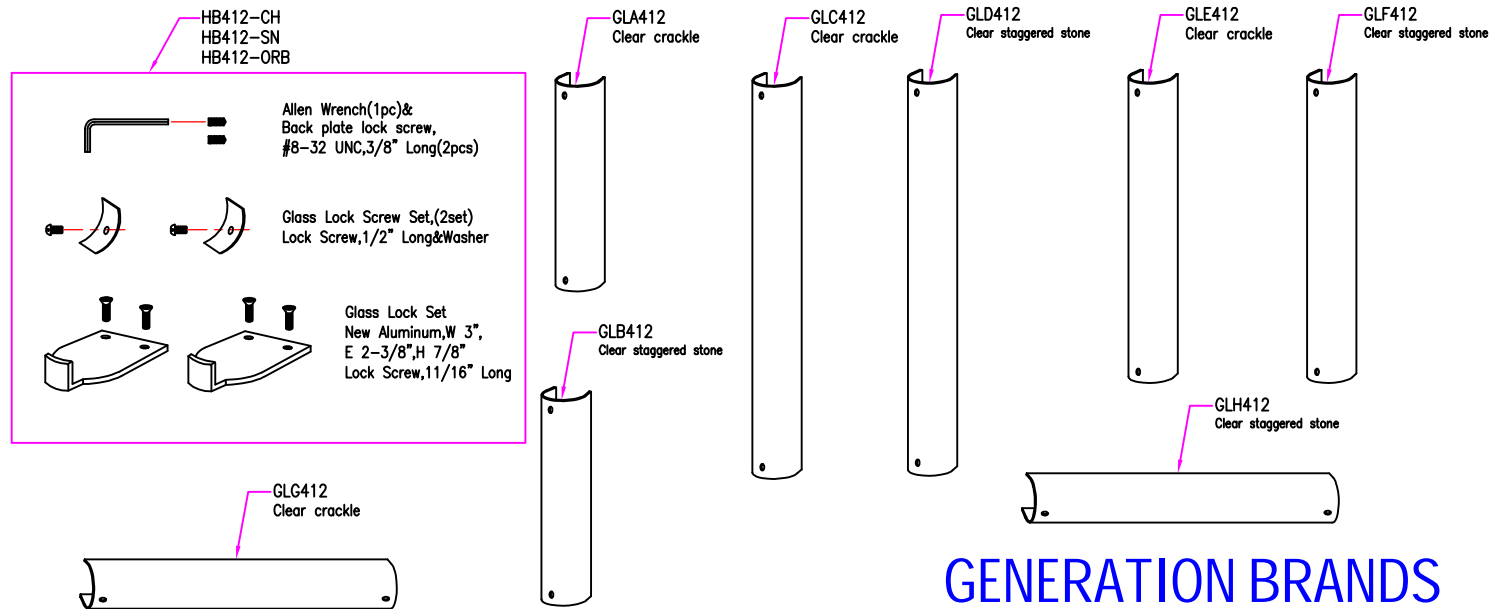 HB412-CH
HB412-SN
HB412-ORB
Allen Wrench(1pc)&
Back plate lock screw,
#8-32 UNC,3/8" Long(2pcs)
Glass Lock Screw Set,(2set)
Lock Screw,1/2" Long&Washer
Glass Lock Set
New Aluminum,W 3",
E 2-3/8",H 7/8"
Lock Screw,11/16" Long
GLA412
Clear crackle
GLC412
Clear crackle
GLD412
Clear staggered stone
GLE412
Clear crackle
GLF412
Clear staggered stone
GLB412
Clear staggered stone
GLH412
Clear staggered stone
GLG412
Clear crackle
GENERATION BRANDS